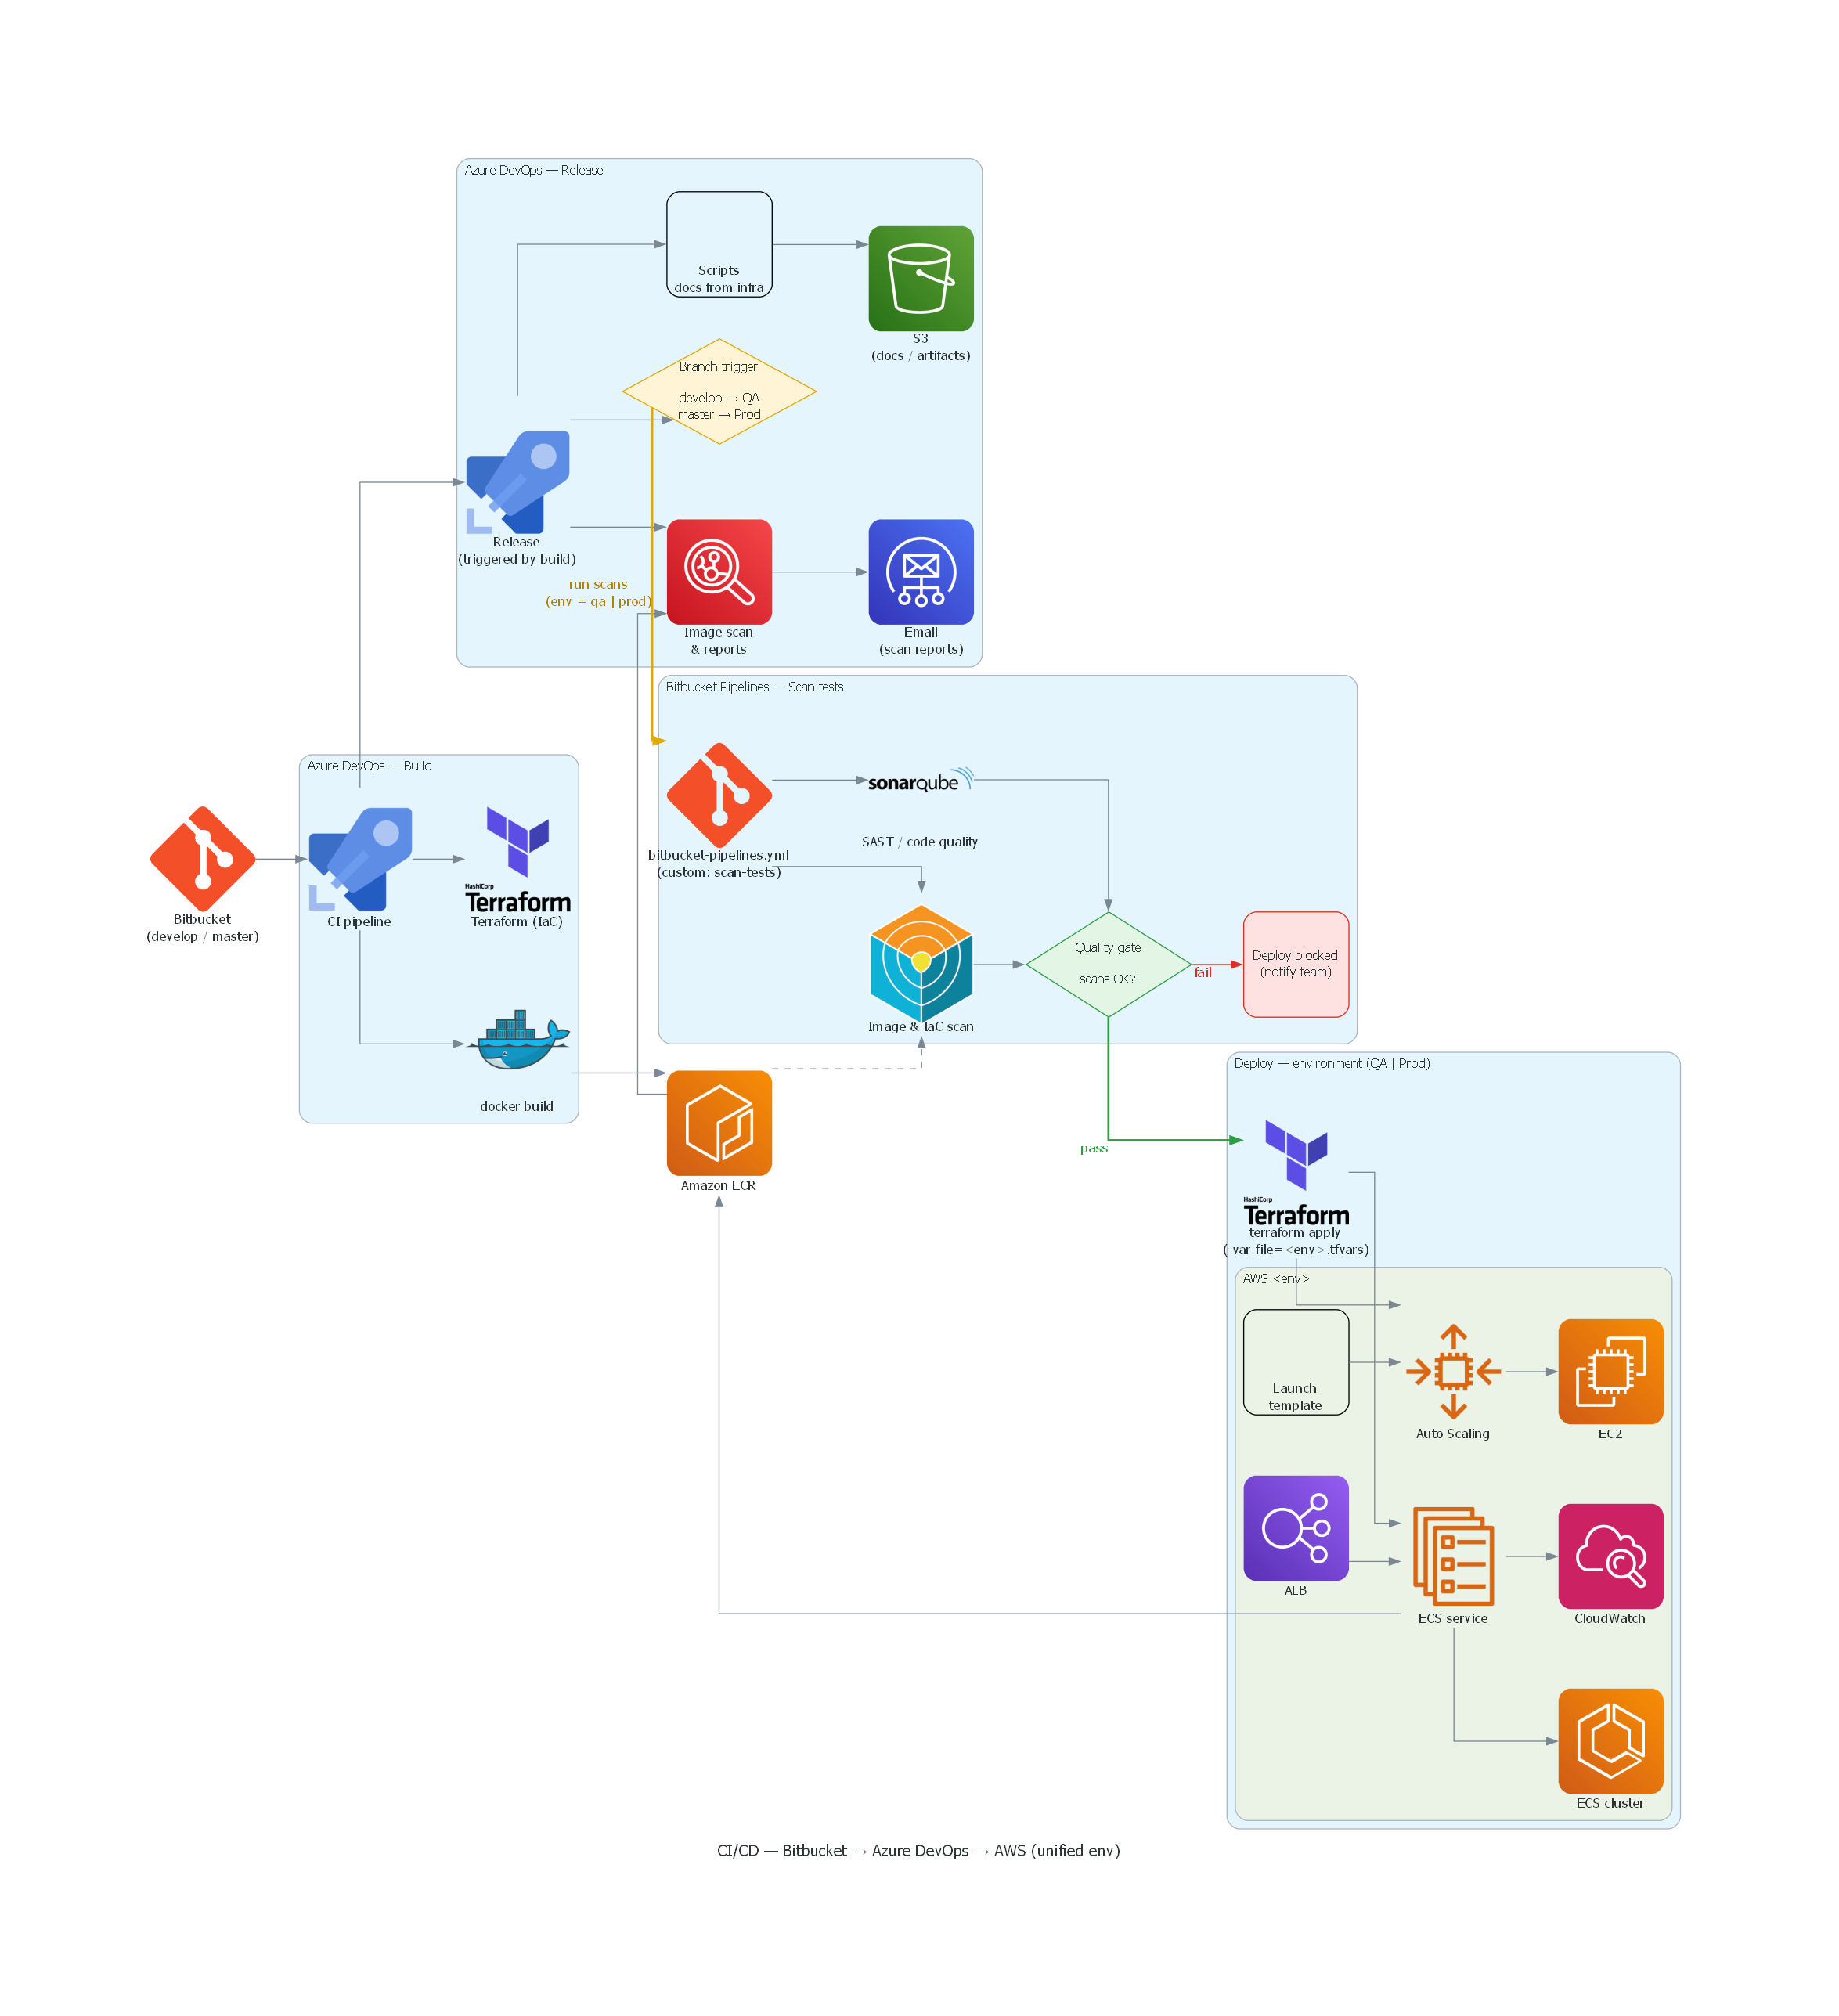 Azure DevOps — Release
Scripts
docs from infra
S3
(docs / artifacts)
Branch trigger
develop → QA
master → Prod
Release
(triggered by build)
run scans
(env = qa | prod)
Image scan
& reports
Email
(scan reports)
Bitbucket Pipelines — Scan tests
bitbucket-pipelines.yml
(custom: scan-tests)
sonarqube
SAST / code quality
Image & IaC scan
Quality gate
scans OK?
fail
Deploy blocked
(notify team)
Azure DevOps — Build
Bitbucket
(develop / master)
CI pipeline
HashiCorp
Terraform
Terraform (IaC)
docker build
Amazon ECR
pass
Deploy — environment (QA | Prod)
HashiCorp
Terraform
terraform apply
(-var-file=<env>.tfvars)
AWS <env>
Launch
template
Auto Scaling
EC2
ALB
ECS service
CloudWatch
ECS cluster
CI/CD — Bitbucket → Azure DevOps → AWS (unified env)